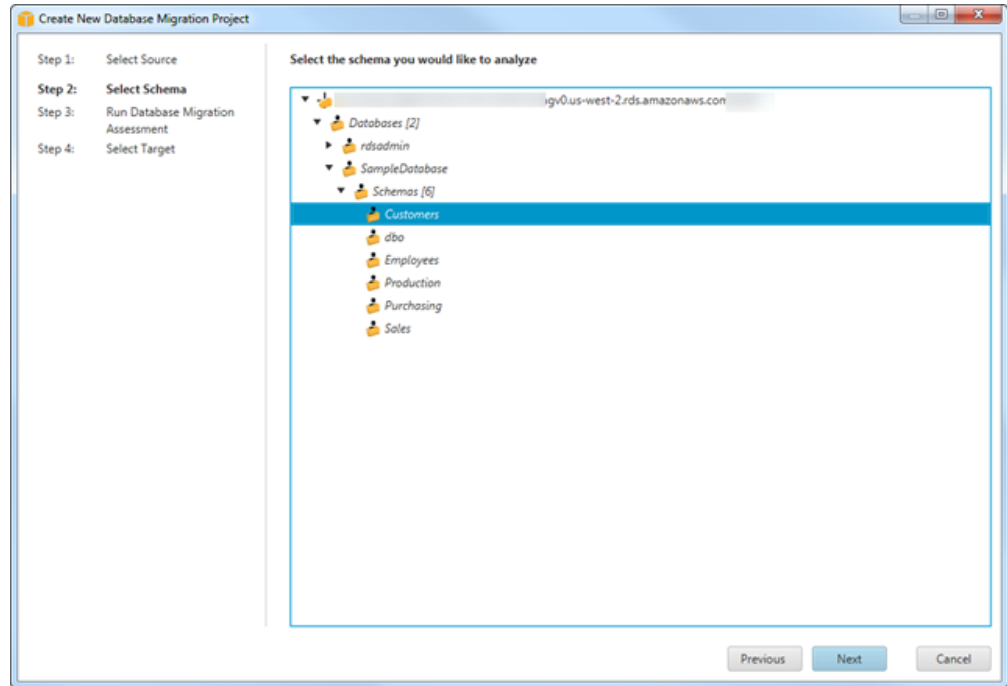 Create New Database Migration Project
Step 1: Select Source
Step 2: Select Schema
Step 3: Run Database Migration
Assessment
Step 4: Select Target
Select the schema you would like to analyze
gv0.us-west-2.rds.amazonaws.com
Databases [2]
rdsadmin
SampleDatabase
Schemas [6]
Customers
dbo
Employees
Production
Purchasing
Sales
Previous Next Cancel